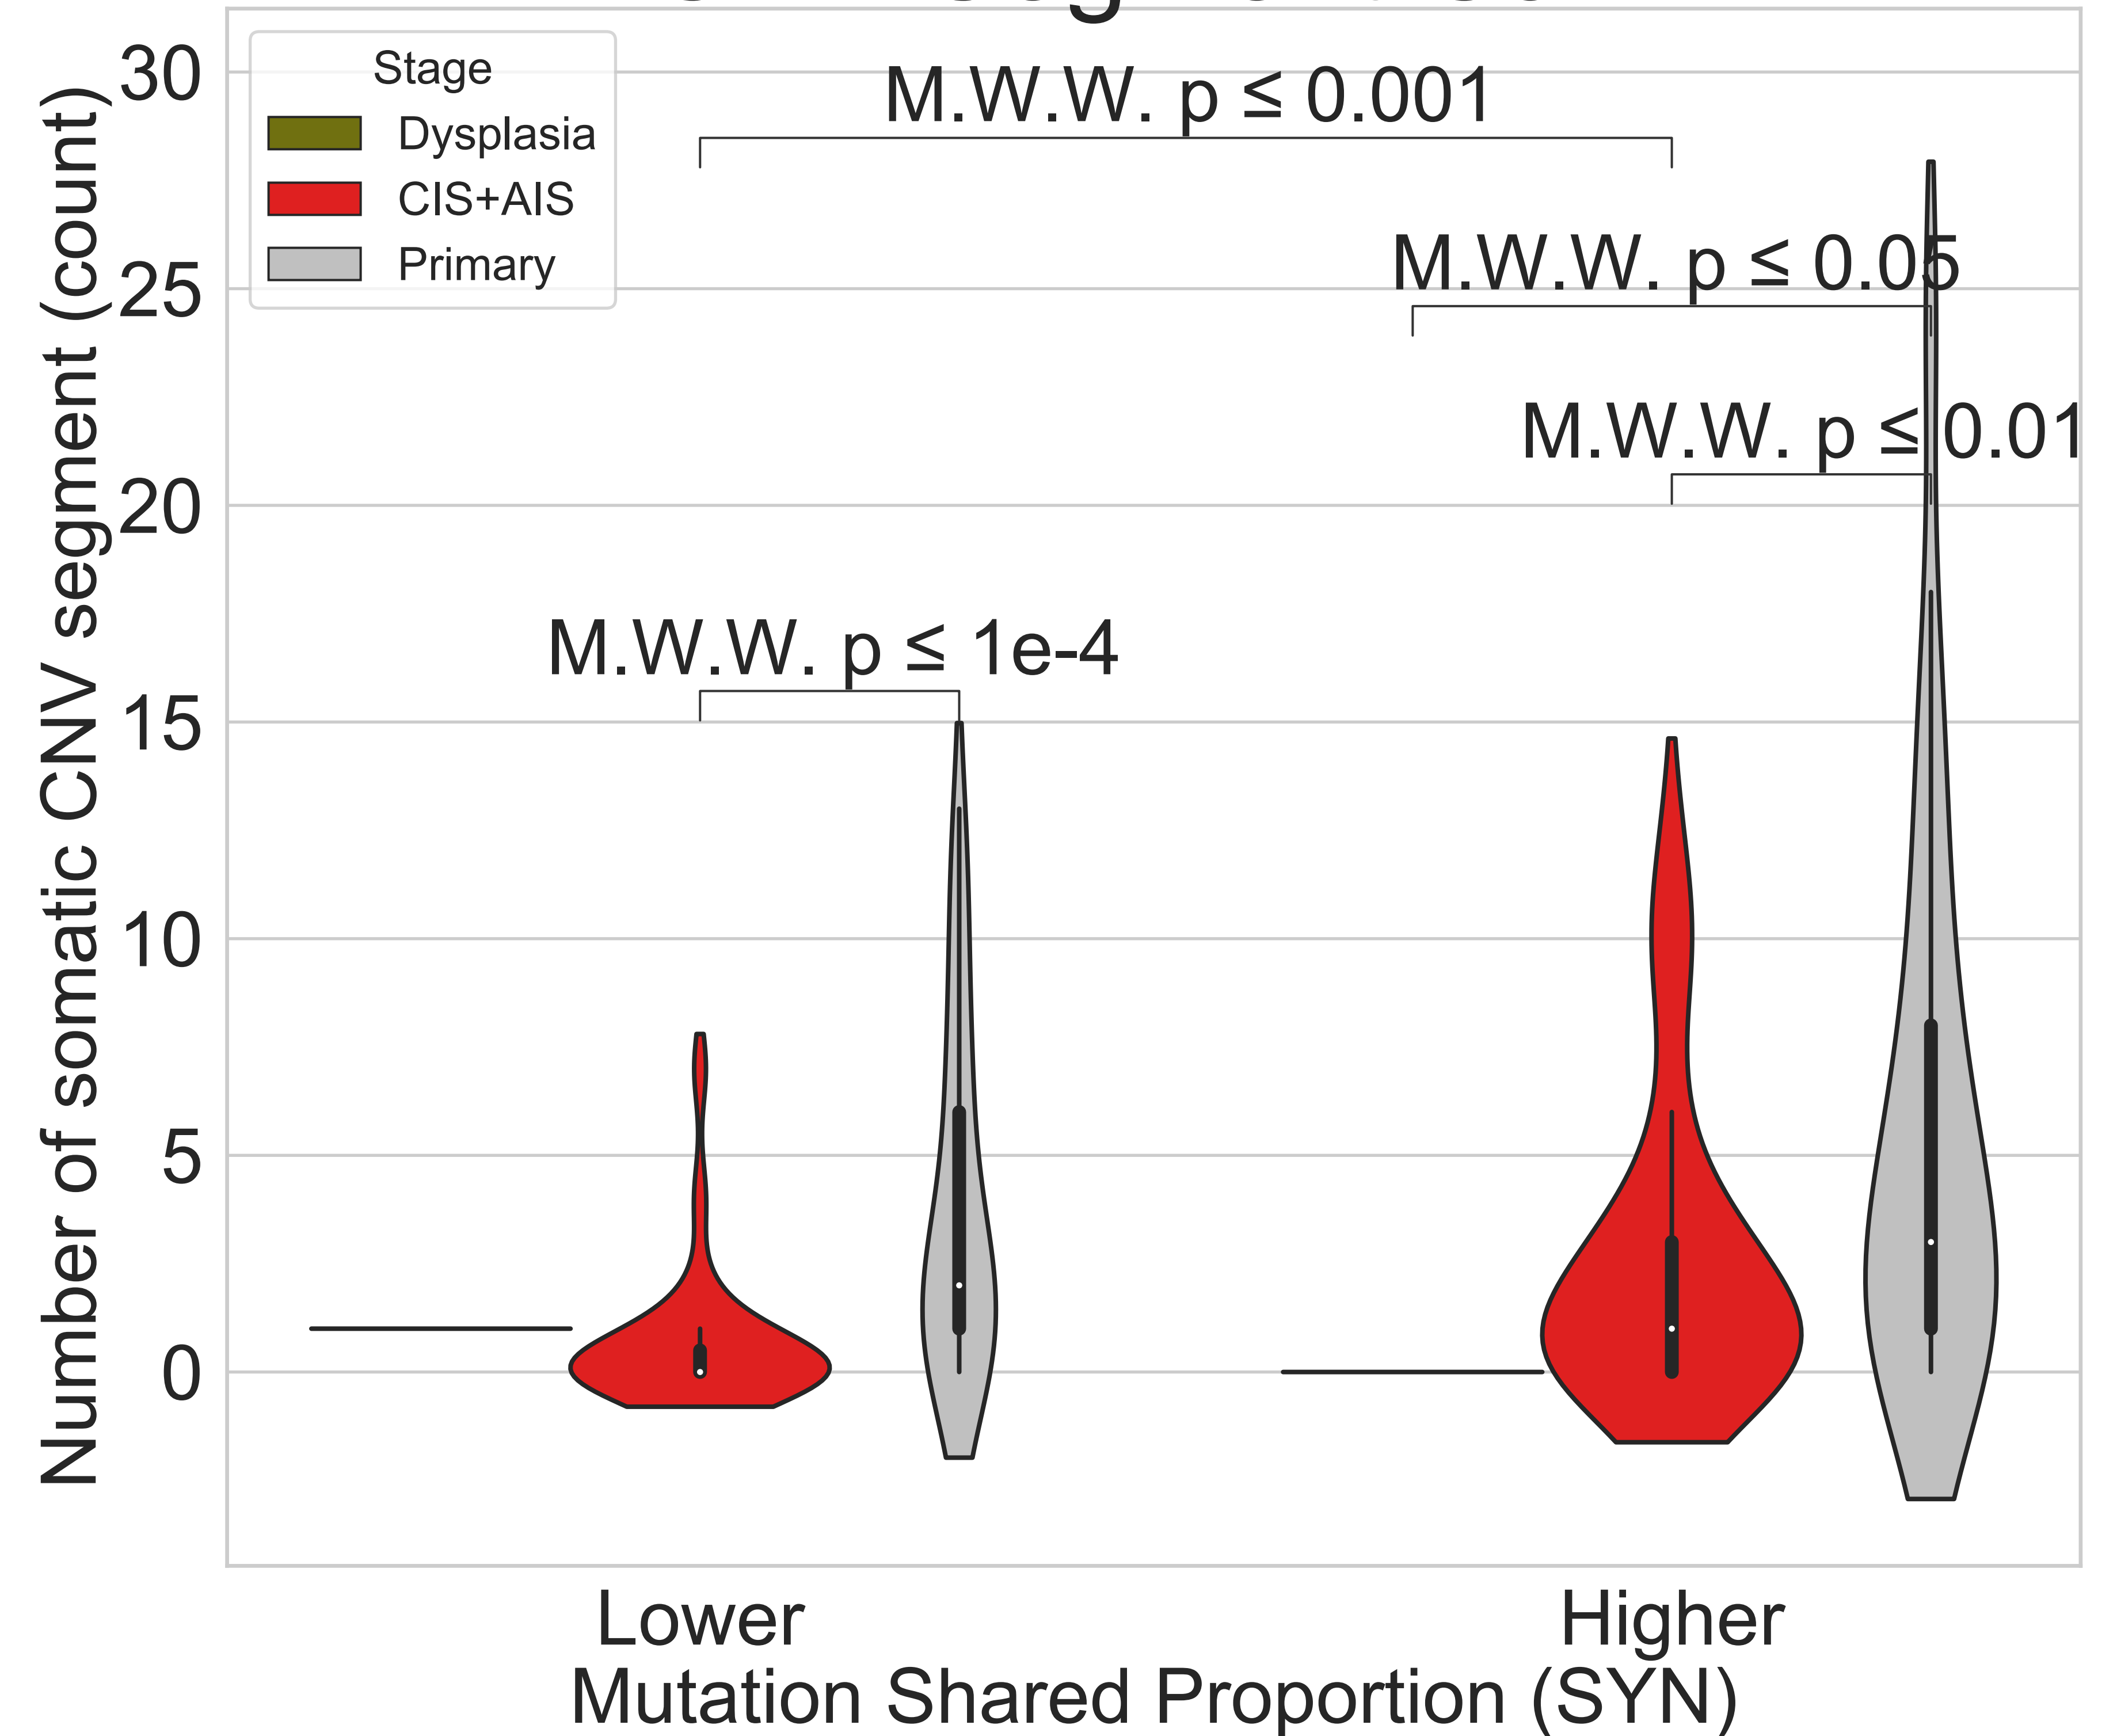 Stage
Dysplasia
CIS+AIS
Primary
M.W.W. p ≤ 0.001
M.W.W. p ≤ 0.05
M.W.W. p ≤ 0.01
M.W.W. p ≤ 1e-4
Number of somatic CNV segment (count)
30
25
20
15
10
5
0
Lower
Higher
Mutation Shared Proportion (SYN)